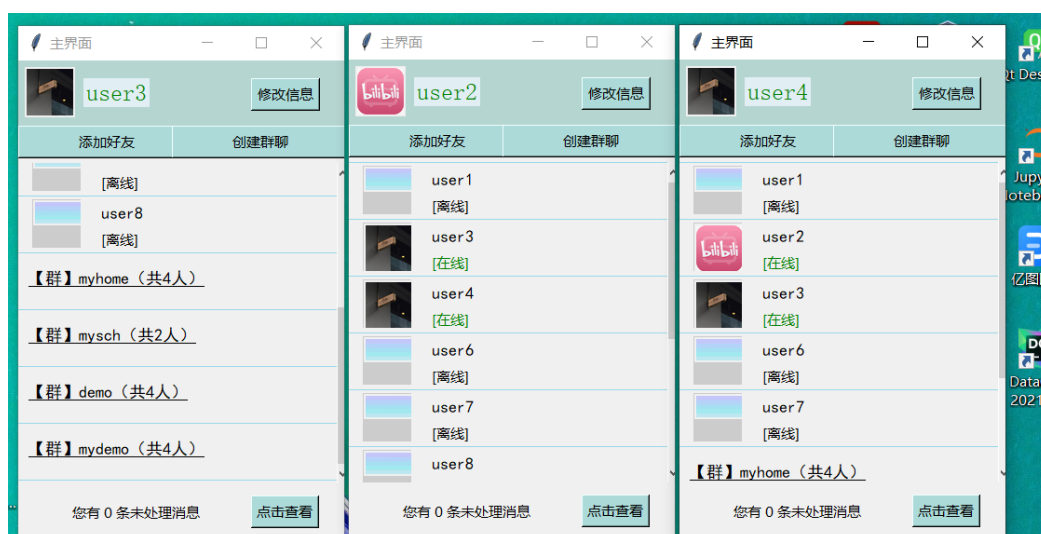 主界面
user3
修改信息
添加好友
创建群聊
[离线]
user8
[离线]
【群】myhome（共4人）
【群】mysch（共2人）
【群】demo（共4人）
【群】mydemo（共4人）
您有 0 条未处理消息
点击查看
主界面
bilibili
user2
修改信息
添加好友
创建群聊
user1
[离线]
user3
[在线]
user4
[在线]
user6
[离线]
user7
[离线]
user8
您有 0 条未处理消息
点击查看
主界面
user4
修改信息
添加好友
创建群聊
user1
[离线]
bilibili
user2
[在线]
user3
[在线]
user6
[离线]
user7
[离线]
【群】myhome（共4人）
您有 0 条未处理消息
点击查看